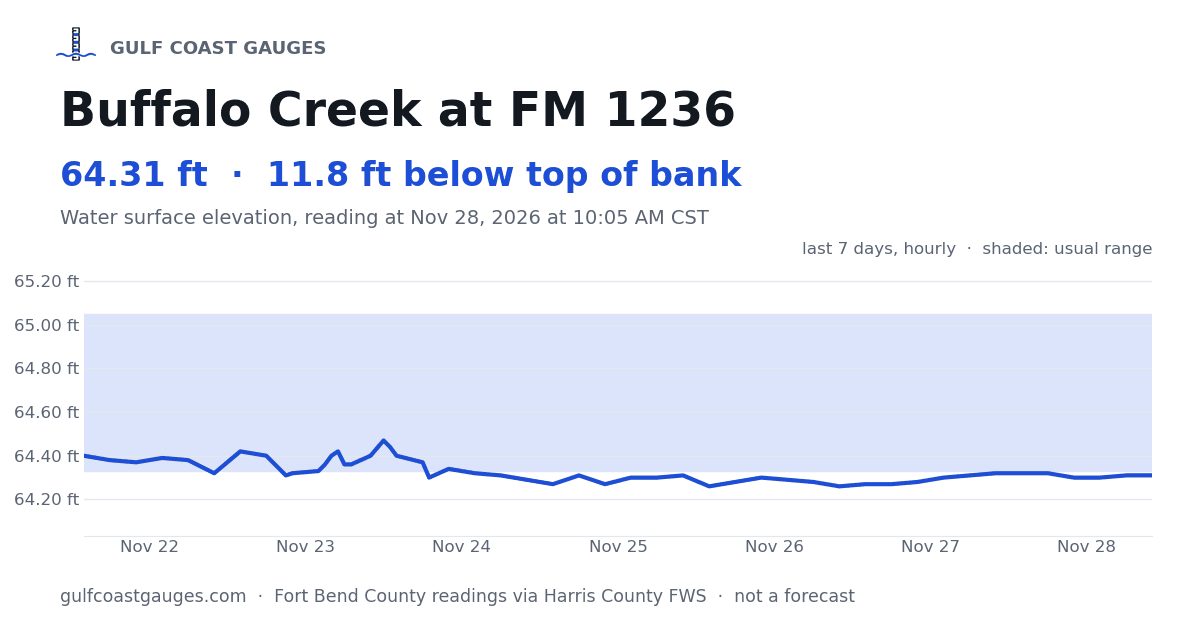 GULF COAST GAUGES
Buffalo Creek at FM 1236
64.31 ft · 11.8 ft below top of bank
Water surface elevation, reading at Nov 28, 2026 at 10:05 AM CST
last 7 days, hourly · shaded: usual range
65.20 ft
65.00 ft
64.80 ft
64.60 ft
64.40 ft
64.20 ft
Nov 22 Nov 23 Nov 24 Nov 25 Nov 26 Nov 27 Nov 28
gulfcoastgauges.com · Fort Bend County readings via Harris County FWS · not a forecast